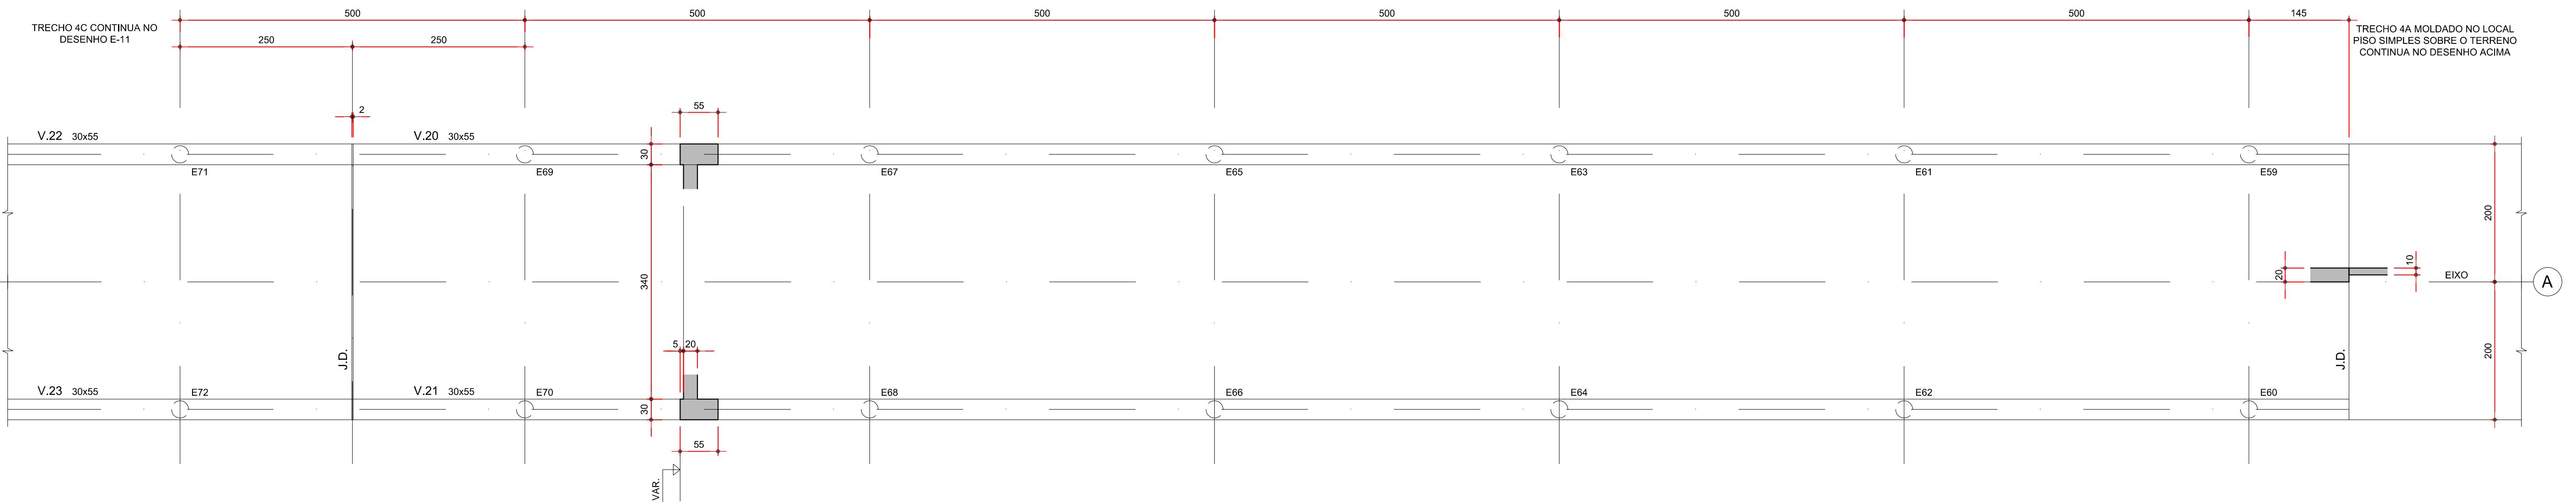 500
500
500
500
500
500
145
TRECHO 4C CONTINUA NO
DESENHO E-11
TRECHO 4A MOLDADO NO LOCAL
PISO SIMPLES SOBRE O TERRENO
CONTINUA NO DESENHO ACIMA
250
250
2
55
V.22 30x55
V.20 30x55
30
E71
E69
E67
E65
E63
E61
E59
200
340
20
10
EIXO
A
J.D.
5
20
J.D.
200
V.23 30x55
E72
V.21 30x55
E70
E68
E66
E64
E62
E60
30
55
VAR.